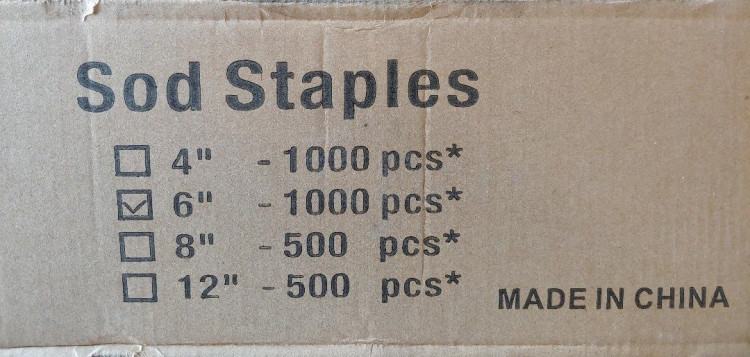 Sod Staples
☐ 4" - 1000 pcs*
☑ 6" - 1000 pcs*
☐ 8" - 500 pcs*
☐ 12" - 500 pcs*
MADE IN CHINA